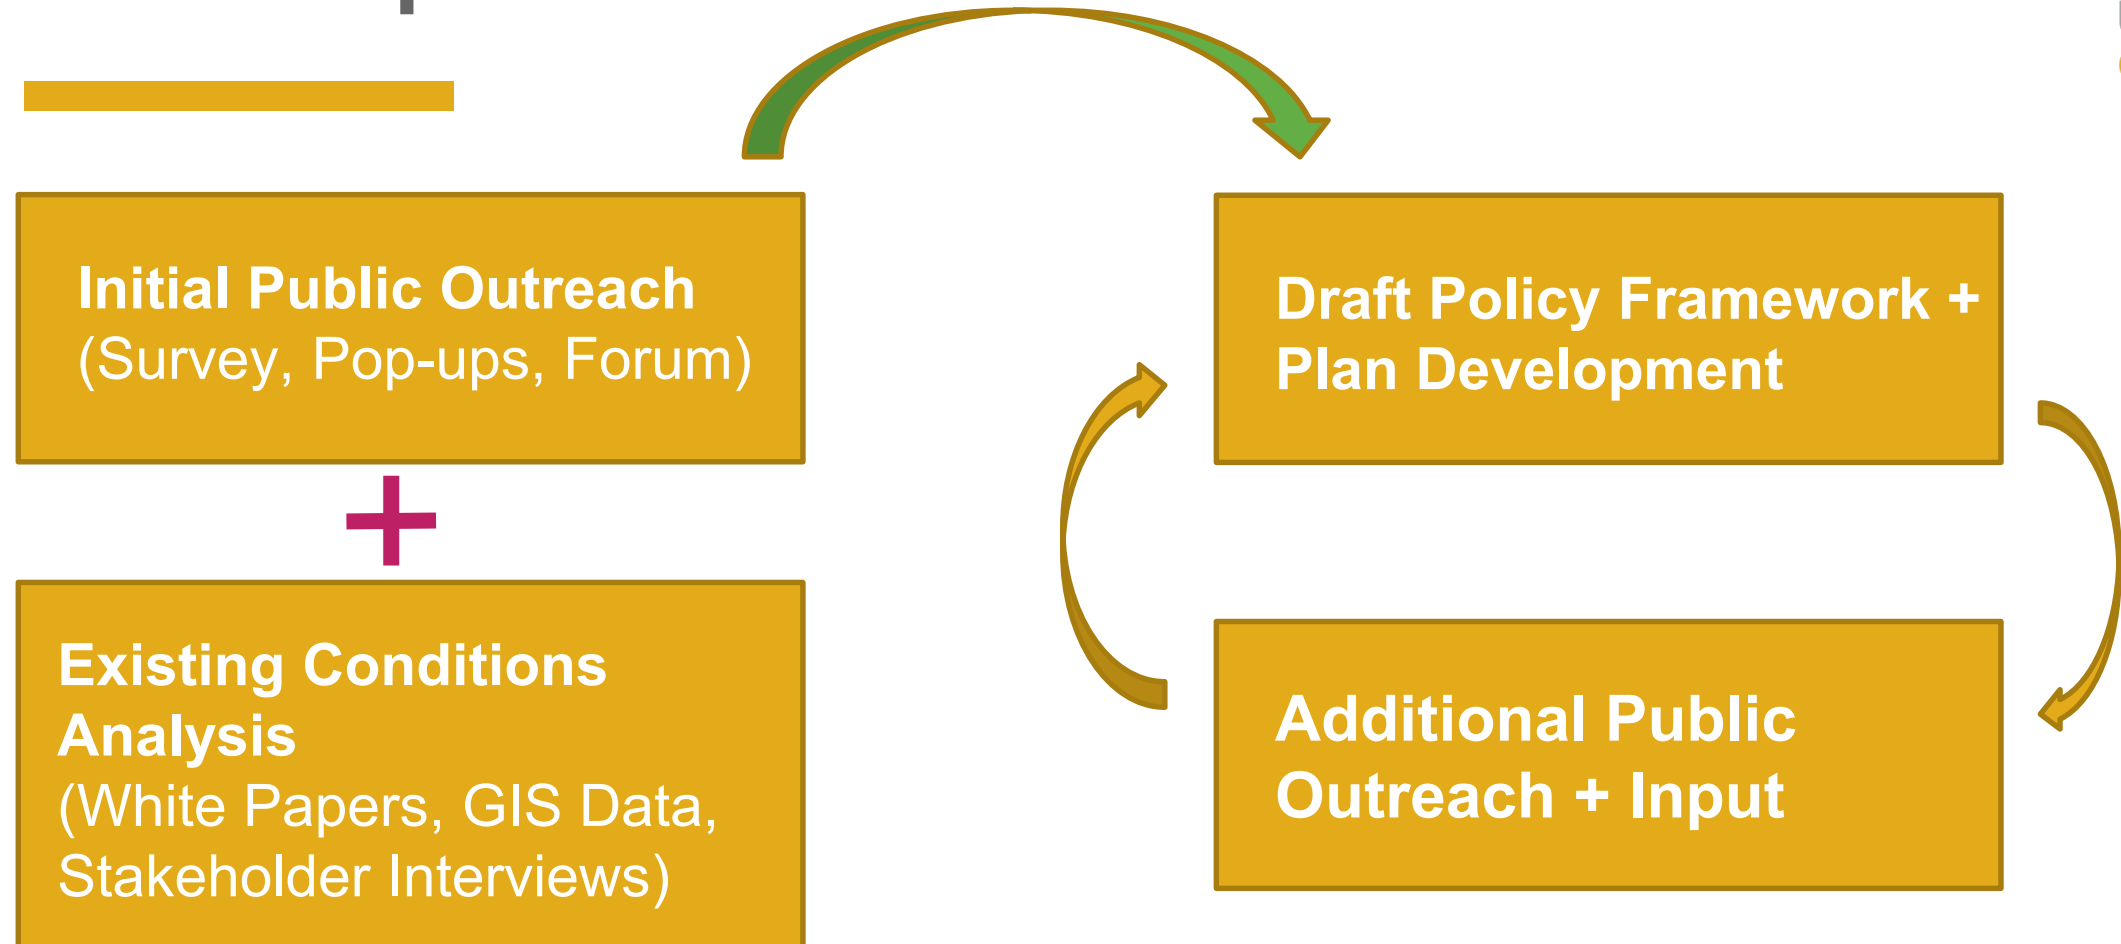 Initial Public Outreach
(Survey, Pop-ups, Forum)
Existing Conditions
Analysis
(White Papers, GIS Data,
Stakeholder Interviews)
Draft Policy Framework +
Plan Development
Additional Public
Outreach + Input